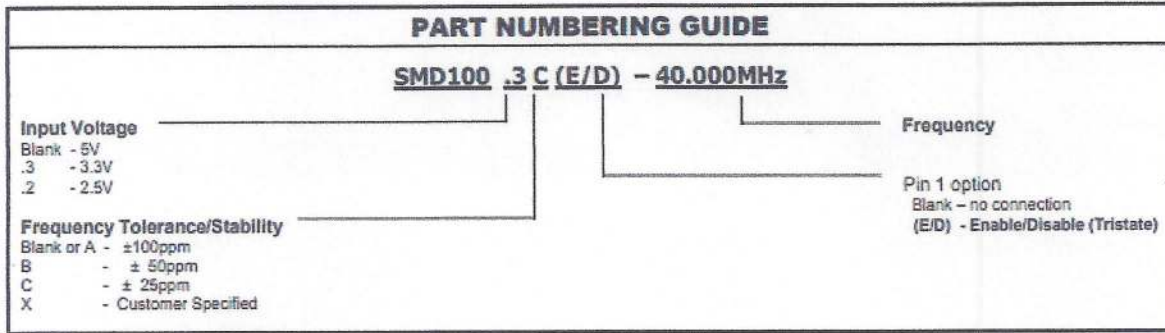 PART NUMBERING GUIDE
SMD100 .3 C (E/D) – 40.000MHz
Input Voltage
Blank - 5V
.3 - 3.3V
.2 - 2.5V
Frequency Tolerance/Stability
Blank or A - ±100ppm
B - ± 50ppm
C - ± 25ppm
X - Customer Specified
Frequency
Pin 1 option
Blank – no connection
(E/D) - Enable/Disable (Tristate)